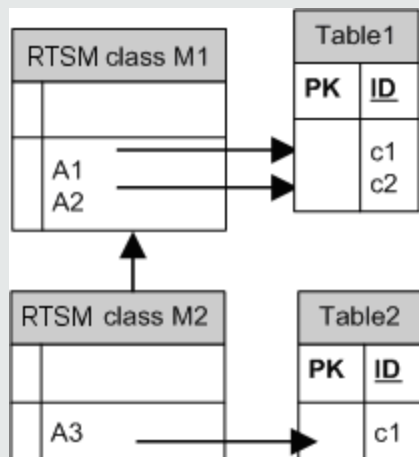 RTSM class M1
Table1
PK ID
A1
A2
c1
c2
RTSM class M2
Table2
PK ID
A3
c1